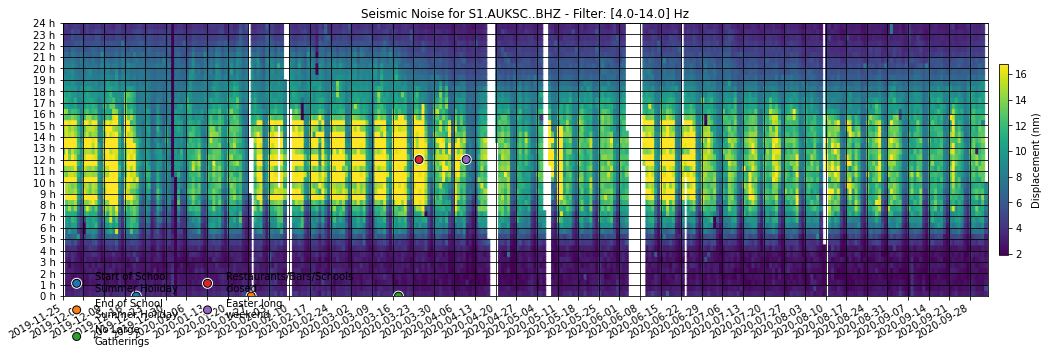 Seismic Noise for S1.AUKSC..BHZ - Filter: [4.0-14.0] Hz
24 h
23 h
22 h
21 h
20 h
19 h
18 h
17 h
16 h
15 h
14 h
13 h
12 h
11 h
10 h
9 h
8 h
7 h
6 h
5 h
4 h
3 h
2 h
1 h
0 h
16
14
12
10
8
6
4
2
Displacement (nm)
Start of School
Summer Holiday
End of School
Summer Holiday
No Large
Gatherings
Restaurants/Bars/Schools
closed
Easter long
weekend
2019-11-25
2020-02-17
2020-02-24
2020-03-02
2020-03-09
2020-03-16
2020-03-23
2020-03-30
2020-04-06
2020-04-13
2020-04-20
2020-04-27
2020-05-04
2020-05-11
2020-05-18
2020-05-25
2020-06-01
2020-06-08
2020-06-15
2020-06-22
2020-06-29
2020-07-06
2020-07-13
2020-07-20
2020-07-27
2020-08-03
2020-08-10
2020-08-17
2020-08-24
2020-08-31
2020-09-07
2020-09-14
2020-09-21
2020-09-28